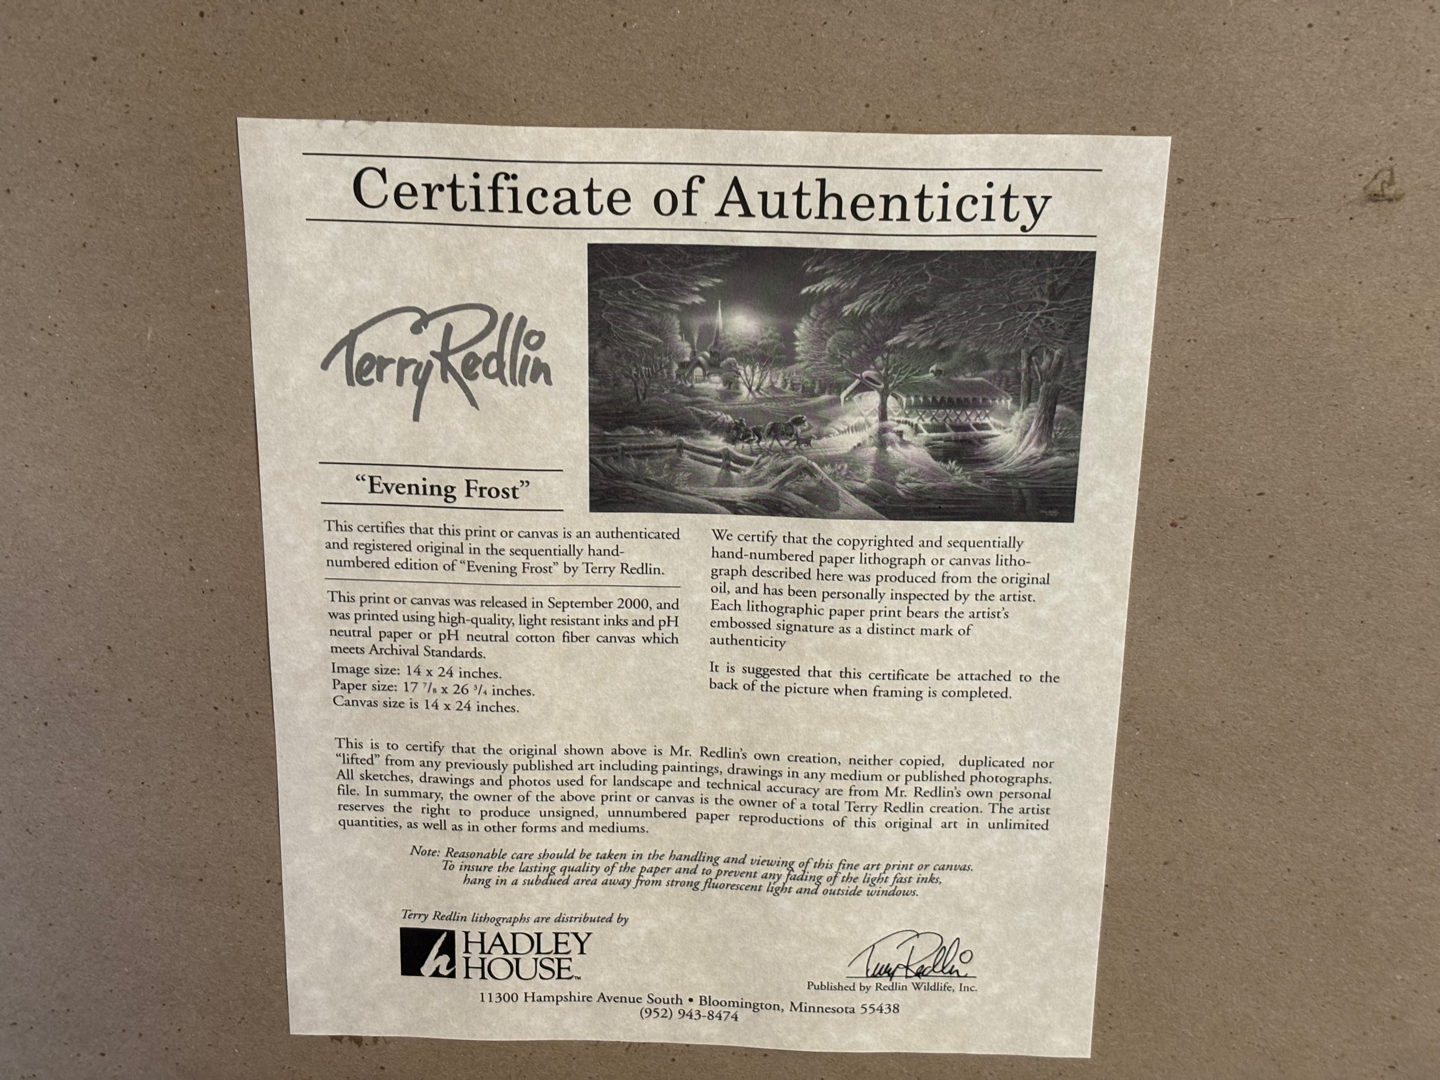 Certificate of Authenticity
Terry Redlin
“Evening Frost”
This certifies that this print or canvas is an authenticated
and registered original in the sequentially hand-
numbered edition of “Evening Frost” by Terry Redlin.
This print or canvas was released in September 2000, and
was printed using high-quality, light resistant inks and pH
neutral paper or pH neutral cotton fiber canvas which
meets Archival Standards.
Image size: 14 x 24 inches.
Paper size: 17 7/8 x 26 3/4 inches.
Canvas size is 14 x 24 inches.
We certify that the copyrighted and sequentially
hand-numbered paper lithograph or canvas litho-
graph described here was produced from the original
oil, and has been personally inspected by the artist.
Each lithographic paper print bears the artist’s
embossed signature as a distinct mark of
authenticity
It is suggested that this certificate be attached to the
back of the picture when framing is completed.
This is to certify that the original shown above is Mr. Redlin’s own creation, neither copied, duplicated nor
“lifted” from any previously published art including paintings, drawings in any medium or published photographs.
All sketches, drawings and photos used for landscape and technical accuracy are from Mr. Redlin’s own personal
file. In summary, the owner of the above print or canvas is the owner of a total Terry Redlin creation. The artist
reserves the right to produce unsigned, unnumbered paper reproductions of this original art in unlimited
quantities, as well as in other forms and mediums.
Note: Reasonable care should be taken in the handling and viewing of this fine art print or canvas.
To insure the lasting quality of the paper and to prevent any fading of the light fast inks,
hang in a subdued area away from strong fluorescent light and outside windows.
Terry Redlin lithographs are distributed by
h HADLEY
HOUSE™
Terry Redlin
Published by Redlin Wildlife, Inc.
11300 Hampshire Avenue South • Bloomington, Minnesota 55438
(952) 943-8474